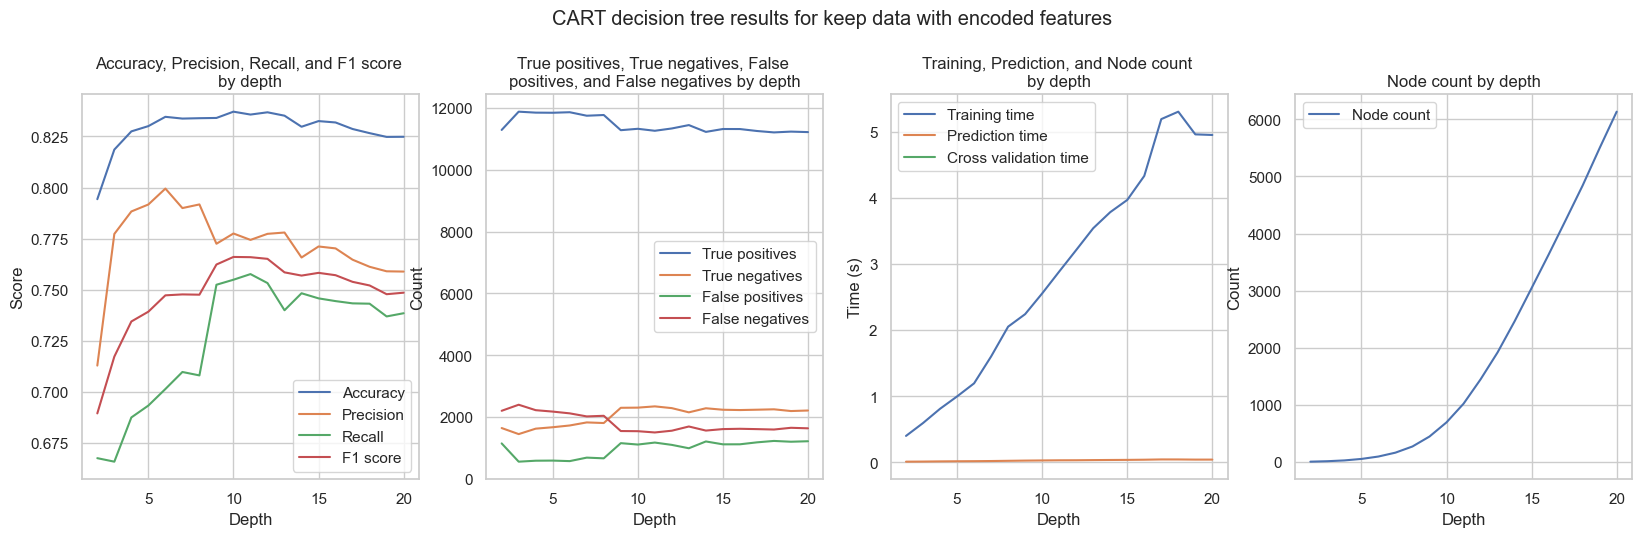 CART decision tree results for keep data with encoded features
Accuracy, Precision, Recall, and F1 score
by depth
Score
0.825
0.800
0.775
0.750
0.725
0.700
0.675
Accuracy
Precision
Recall
F1 score
5
10
15
20
Depth
True positives, True negatives, False
positives, and False negatives by depth
Count
12000
10000
8000
6000
4000
2000
0
True positives
True negatives
False positives
False negatives
5
10
15
20
Depth
Training, Prediction, and Node count
by depth
Time (s)
5
4
3
2
1
0
Training time
Prediction time
Cross validation time
5
10
15
20
Depth
Node count by depth
Count
6000
5000
4000
3000
2000
1000
0
Node count
5
10
15
20
Depth